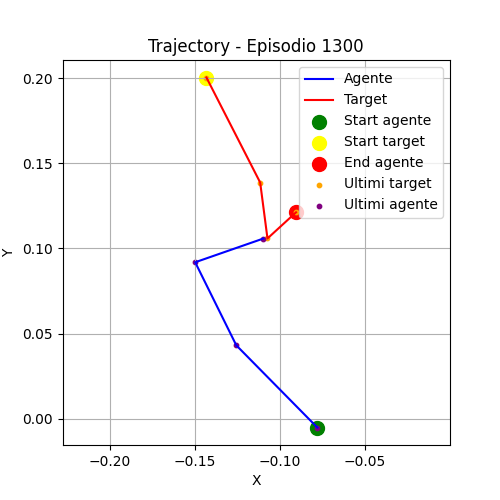 Trajectory - Episodio 1300
Agente
Target
Start agente
Start target
End agente
Ultimi target
Ultimi agente
0.20
0.15
0.10
0.05
0.00
Y
−0.20
−0.15
−0.10
−0.05
X